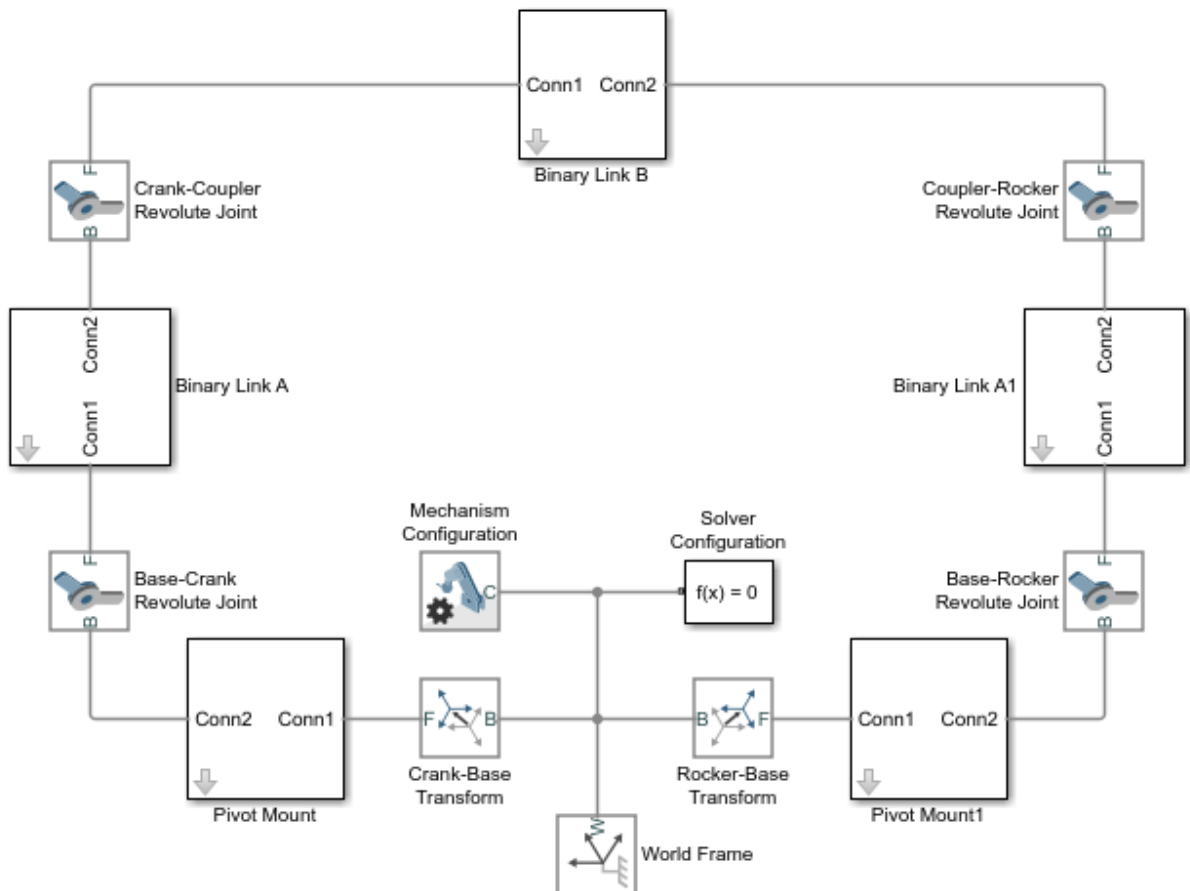 Conn1 Conn2
Binary Link B
F
Crank-Coupler
Revolute Joint
B
F
Coupler-Rocker
Revolute Joint
B
Conn2
Conn1
Binary Link A
Conn2
Conn1
Binary Link A1
Mechanism
Configuration
C
Solver
Configuration
f(x) = 0
F
Base-Crank
Revolute Joint
B
F
Base-Rocker
Revolute Joint
B
Conn2 Conn1
Pivot Mount
F B
Crank-Base
Transform
B F
Rocker-Base
Transform
Conn1 Conn2
Pivot Mount1
W
World Frame